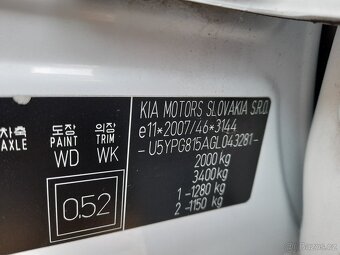 KIA MOTORS SLOVAKIA S.R.O
e11*2007/46*3144
-U5YPG815AGL043281-
2000 kg
3400 kg
1 -1280 kg
2 -1150 kg
차축 도장 의장
AXLE PAINT TRIM
WD WK
0.52